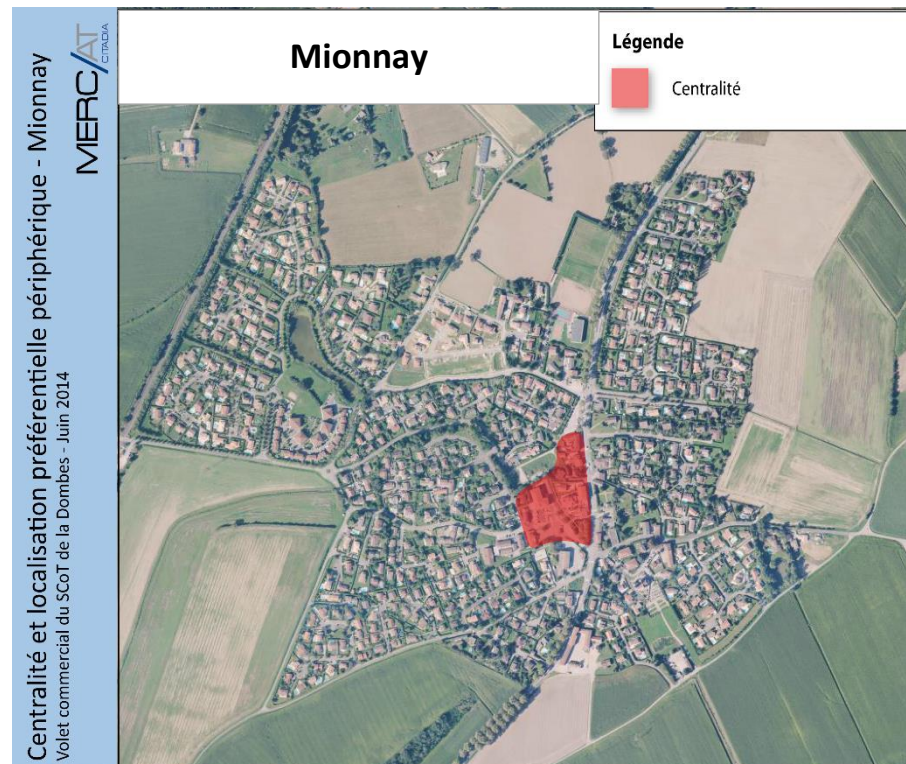 Mionnay
Légende
Centralité
Centralité et localisation préférentielle périphérique - Mionnay
Volet commercial du SCoT de la Dombes - Juin 2014
MERC/AT
CITADIA